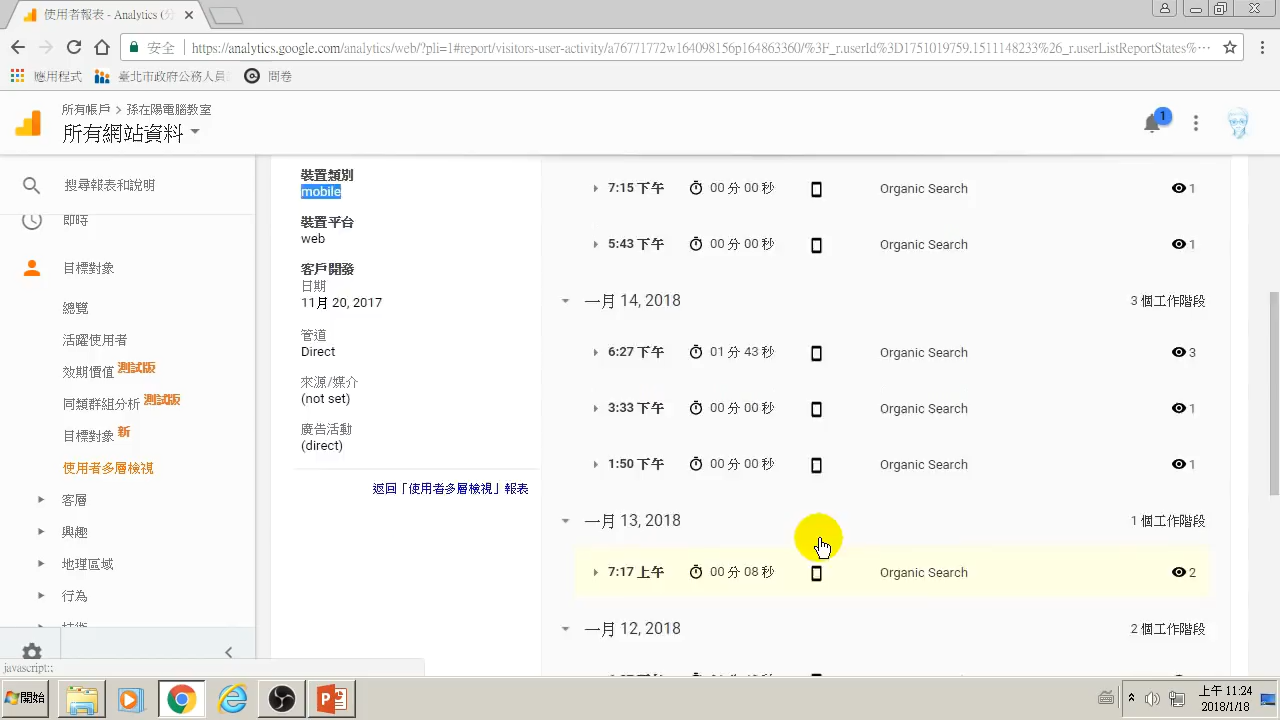 使用者報表 - Analytics (分
安全
https://analytics.google.com/analytics/web/?pli=1#report/visitors-user-activity/a76771772w164098156p164863360/%3F_r.userId%3D1751019759.1511148233%26_r.userListReportStates%···
應用程式
臺北市政府公務人員
問卷
所有帳戶 > 孫在陽電腦教室
所有網站資料
1
搜尋報表和說明
即時
目標對象
總覽
活躍使用者
效期價值 測試版
同類群組分析 測試版
目標對象 新
使用者多層檢視
客層
興趣
地理區域
行為
技術
裝置類別
mobile
裝置平台
web
客戶開發
日期
11月 20, 2017
管道
Direct
來源/媒介
(not set)
廣告活動
(direct)
返回「使用者多層檢視」報表
7:15 下午 00 分 00 秒 Organic Search 1
5:43 下午 00 分 00 秒 Organic Search 1
一月 14, 2018 3 個工作階段
6:27 下午 01 分 43 秒 Organic Search 3
3:33 下午 00 分 00 秒 Organic Search 1
1:50 下午 00 分 00 秒 Organic Search 1
一月 13, 2018 1 個工作階段
7:17 上午 00 分 08 秒 Organic Search 2
一月 12, 2018 2 個工作階段
javascript:;
開始
上午 11:24
2018/1/18